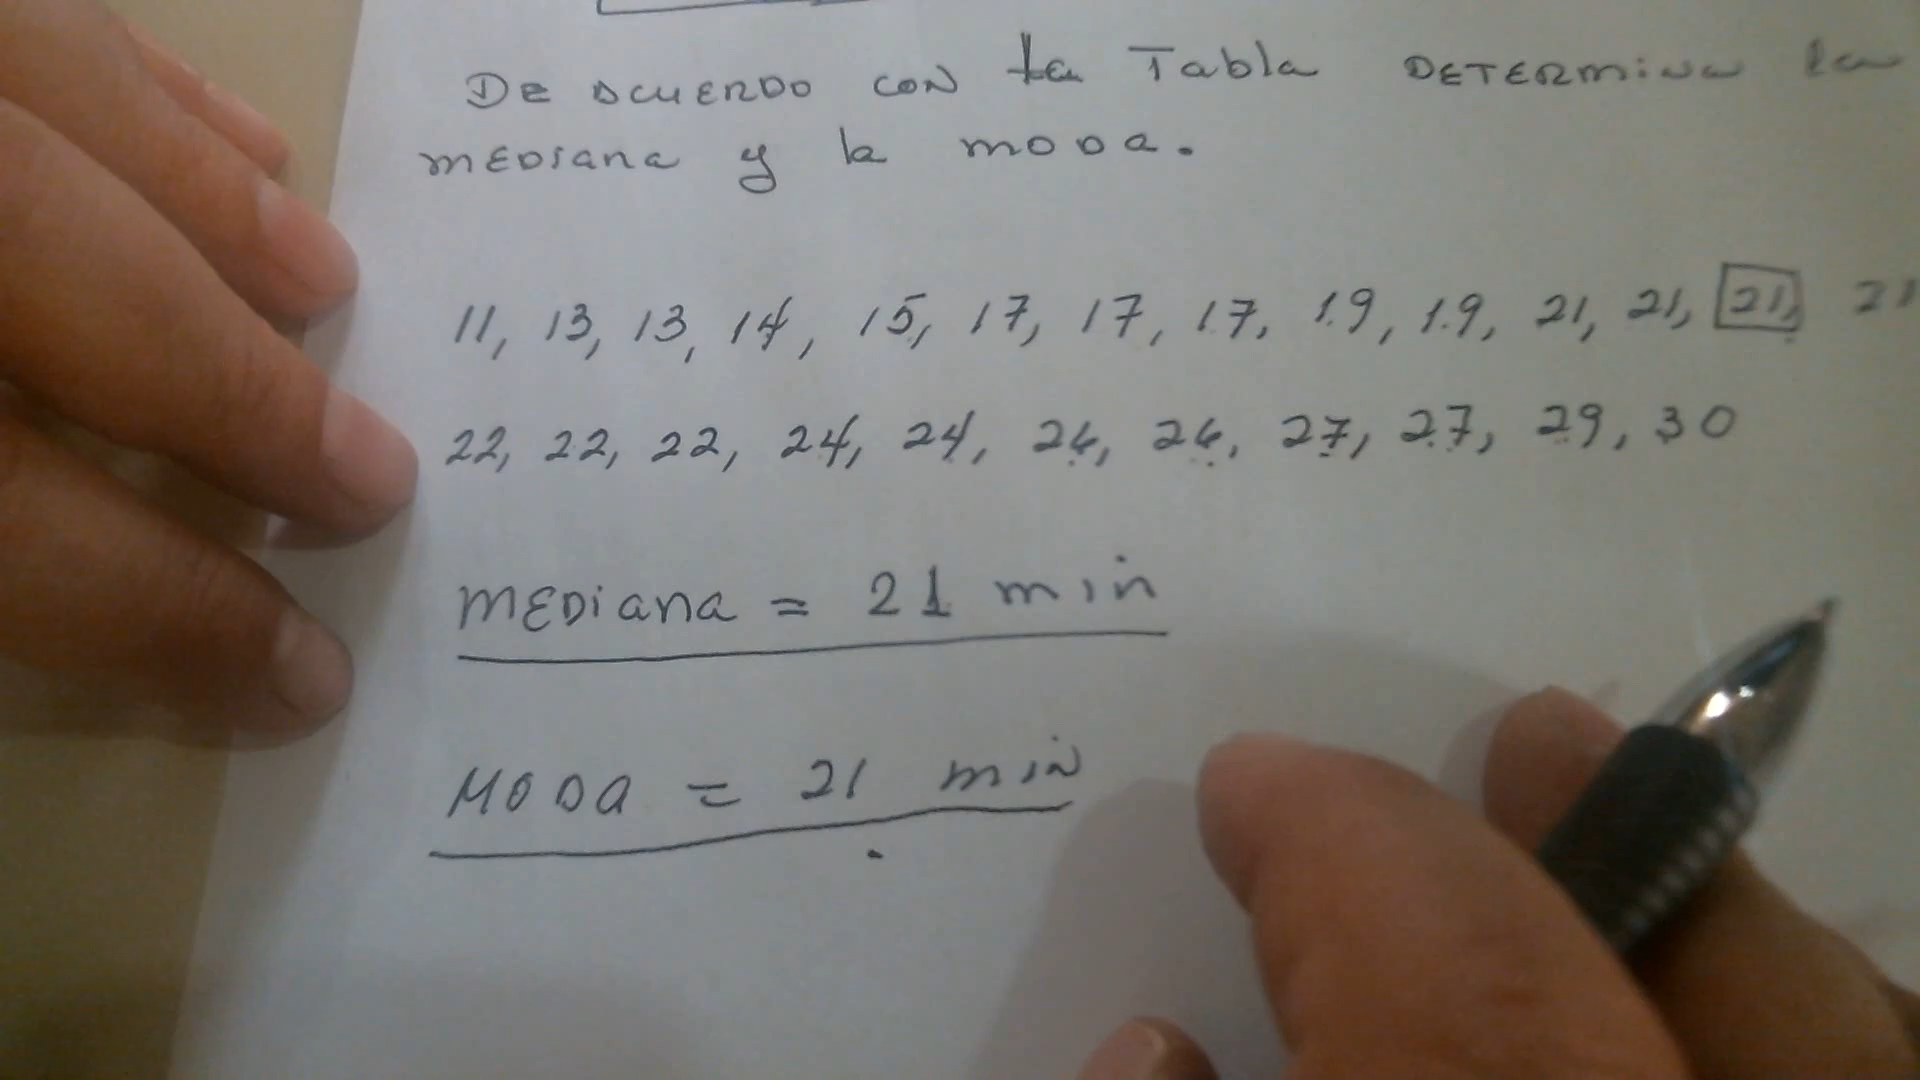 De acuerdo con la Tabla Determina la
mediana y la moda.
11, 13, 13, 14, 15, 17, 17, 17, 19, 19, 21, 21, 21, 21
22, 22, 22, 24, 24, 26, 26, 27, 27, 29, 30
MEDiana = 21 min
MODA = 21 min